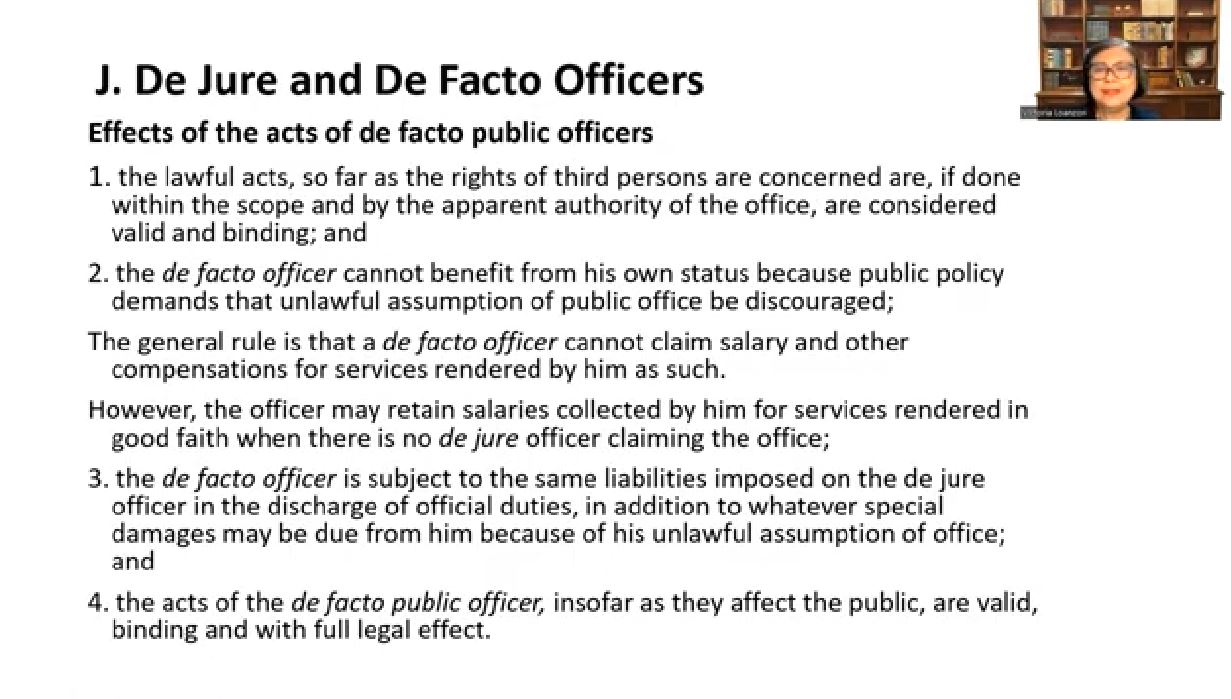 J. De Jure and De Facto Officers
Effects of the acts of de facto public officers
1. the lawful acts, so far as the rights of third persons are concerned are, if done
within the scope and by the apparent authority of the office, are considered
valid and binding; and
2. the de facto officer cannot benefit from his own status because public policy
demands that unlawful assumption of public office be discouraged;
The general rule is that a de facto officer cannot claim salary and other
compensations for services rendered by him as such.
However, the officer may retain salaries collected by him for services rendered in
good faith when there is no de jure officer claiming the office;
3. the de facto officer is subject to the same liabilities imposed on the de jure
officer in the discharge of official duties, in addition to whatever special
damages may be due from him because of his unlawful assumption of office;
and
4. the acts of the de facto public officer, insofar as they affect the public, are valid,
binding and with full legal effect.
Victoria Loanzon